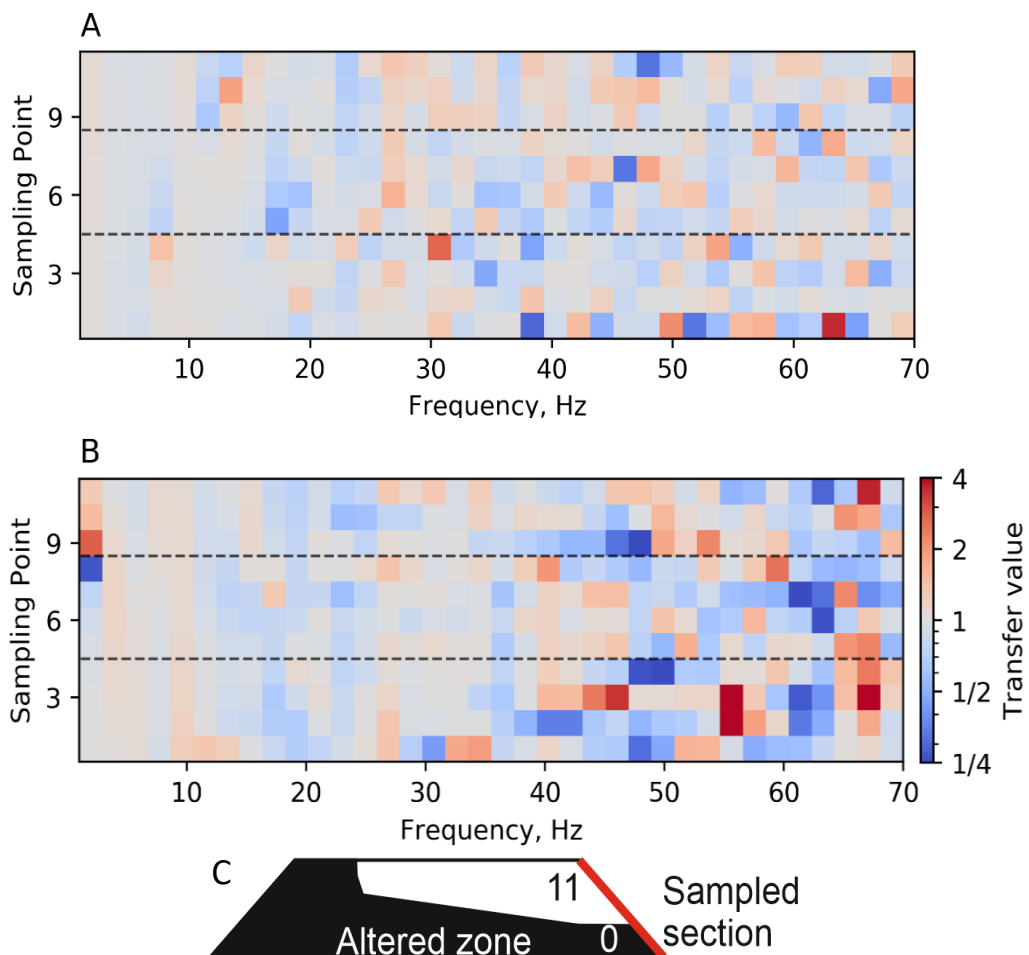 A
Sampling Point
9
6
3
10 20 30 40 50 60 70
Frequency, Hz
B
Sampling Point
9
6
3
10 20 30 40 50 60 70
Frequency, Hz
4
2
1
1/2
1/4
Transfer value
C
11
Altered zone
0
Sampled
section